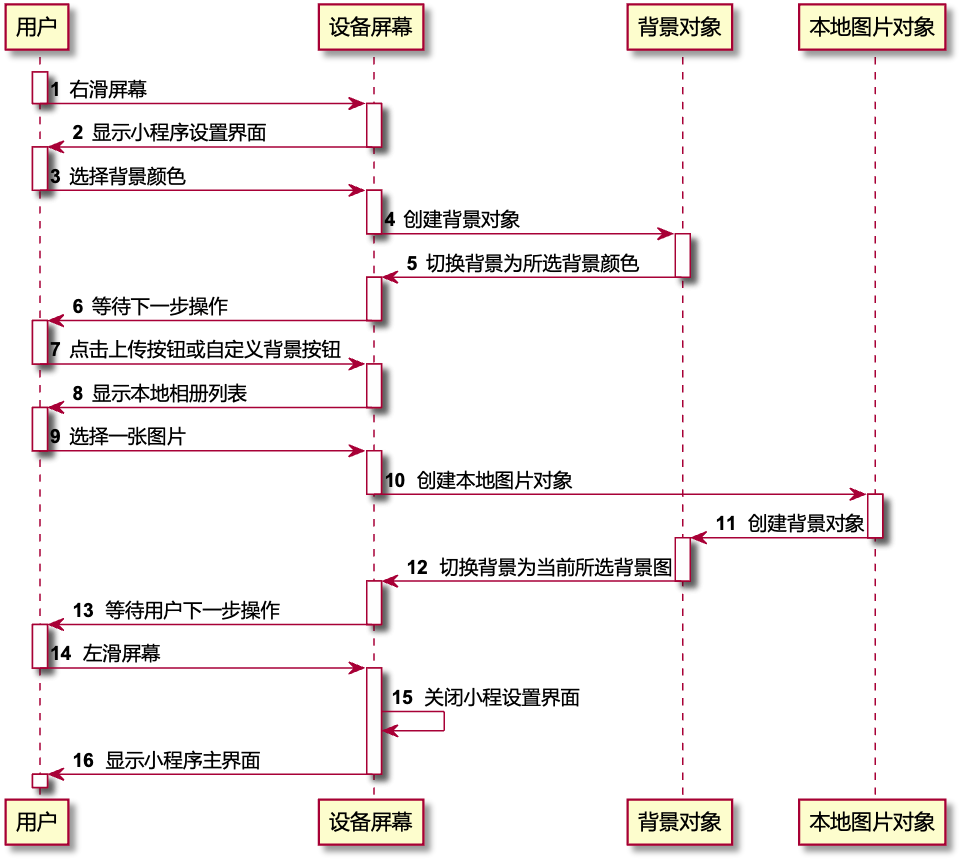 用户 设备屏幕 背景对象 本地图片对象
1 右滑屏幕
2 显示小程序设置界面
3 选择背景颜色
4 创建背景对象
5 切换背景为所选背景颜色
6 等待下一步操作
7 点击上传按钮或自定义背景按钮
8 显示本地相册列表
9 选择一张图片
10 创建本地图片对象
11 创建背景对象
12 切换背景为当前所选背景图
13 等待用户下一步操作
14 左滑屏幕
15 关闭小程设置界面
16 显示小程序主界面
用户 设备屏幕 背景对象 本地图片对象